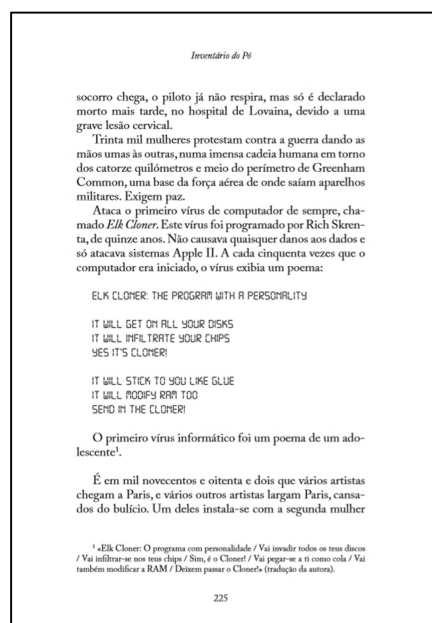 Inventário do Pó
socorro chega, o piloto já não respira, mas só é declarado
morto mais tarde, no hospital de Lovaina, devido a uma
grave lesão cervical.
Trinta mil mulheres protestam contra a guerra dando as
mãos umas às outras, numa imensa cadeia humana em torno
dos catorze quilómetros e meio do perímetro de Greenham
Common, uma base da força aérea de onde saíam aparelhos
militares. Exigem paz.
Ataca o primeiro vírus de computador de sempre, cha-
mado Elk Cloner. Este vírus foi programado por Rich Skren-
ta, de quinze anos. Não causava quaisquer danos aos dados e
só atacava sistemas Apple II. A cada cinquenta vezes que o
computador era iniciado, o vírus exibia um poema:
ELK CLONER: THE PROGRAM WITH A PERSONALITY
IT WILL GET ON ALL YOUR DISKS
IT WILL INFILTRATE YOUR CHIPS
YES IT'S CLONER!
IT WILL STICK TO YOU LIKE GLUE
IT WILL MODIFY RAM TOO
SEND IN THE CLONER!
O primeiro vírus informático foi um poema de um ado-
lescente¹.
É em mil novecentos e oitenta e dois que vários artistas
chegam a Paris, e vários outros artistas largam Paris, cansa-
dos do bulício. Um deles instala-se com a segunda mulher
¹ «Elk Cloner: O programa com personalidade / Vai invadir todos os teus discos
/ Vai infiltrar-se nos teus chips / Sim, é o Cloner! / Vai pegar-se a ti como cola / Vai
também modificar a RAM / Deixem passar o Cloner!» (tradução da autora).
225